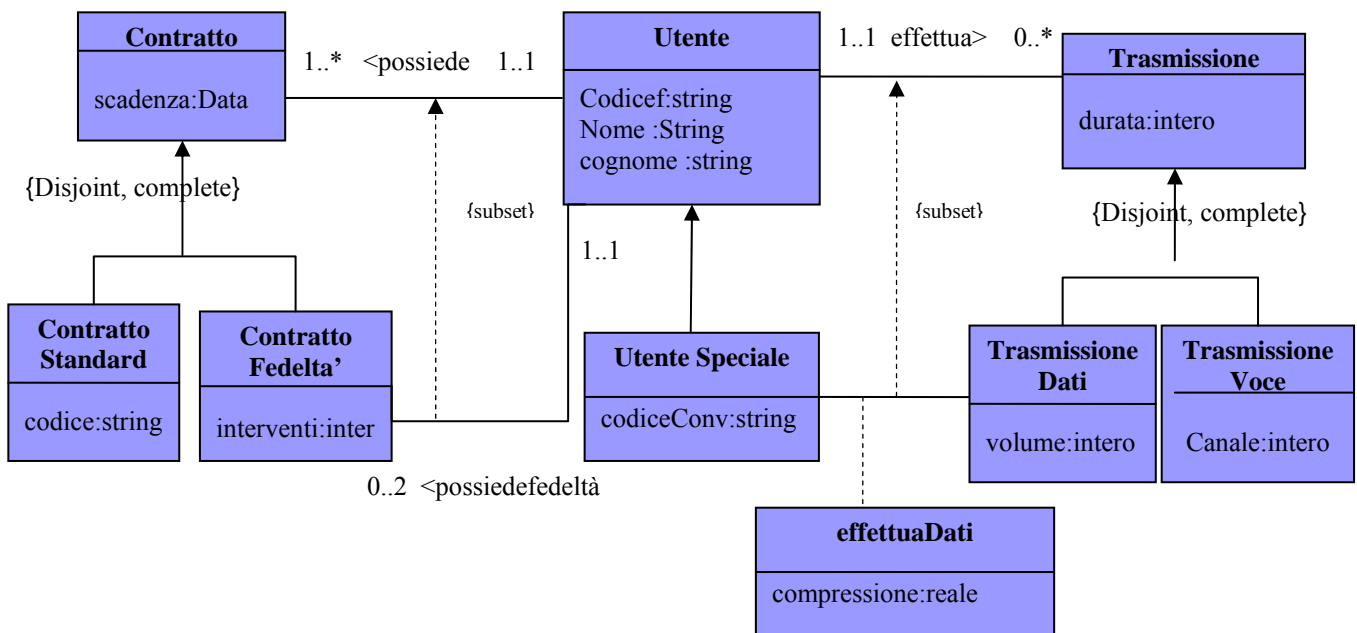 Contratto
scadenza:Data
1..* <possiede 1..1
Utente
Codicef:string
Nome :String
cognome :string
1..1 effettua> 0..*
Trasmissione
durata:intero
{Disjoint, complete}
{subset}
{subset}
{Disjoint, complete}
1..1
Contratto
Standard
codice:string
Contratto
Fedelta’
interventi:inter
Utente Speciale
codiceConv:string
Trasmissione
Dati
volume:intero
Trasmissione
Voce
Canale:intero
0..2 <possiedefedeltà
effettuaDati
compressione:reale